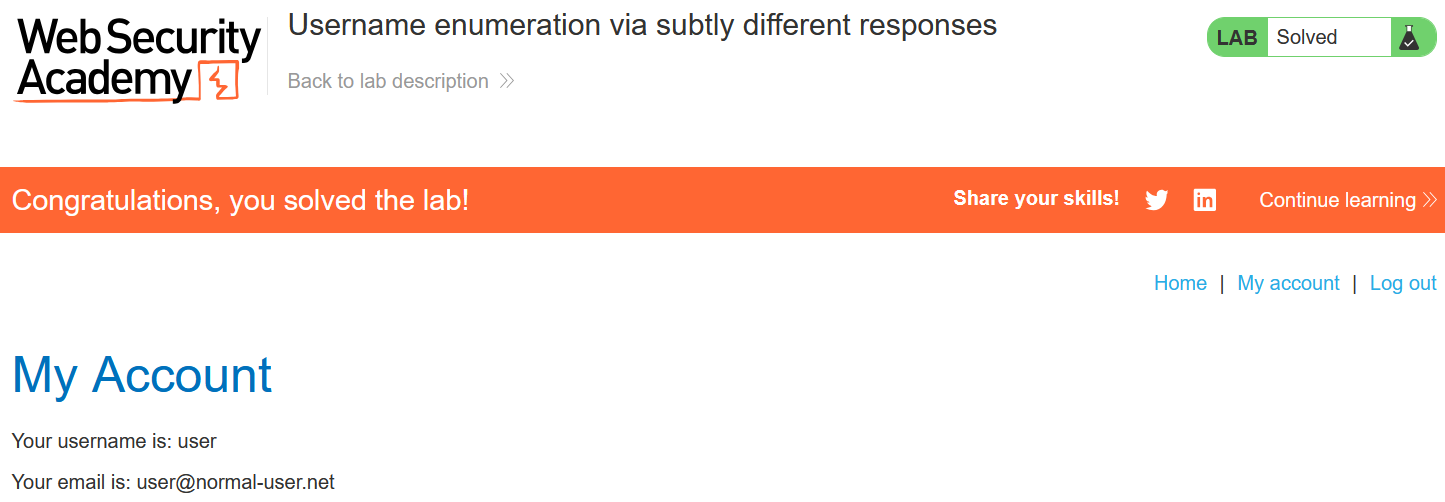 Web Security
Academy
Username enumeration via subtly different responses
Back to lab description
LAB Solved
Congratulations, you solved the lab!
Share your skills!
Continue learning
Home | My account | Log out
My Account
Your username is: user
Your email is: user@normal-user.net